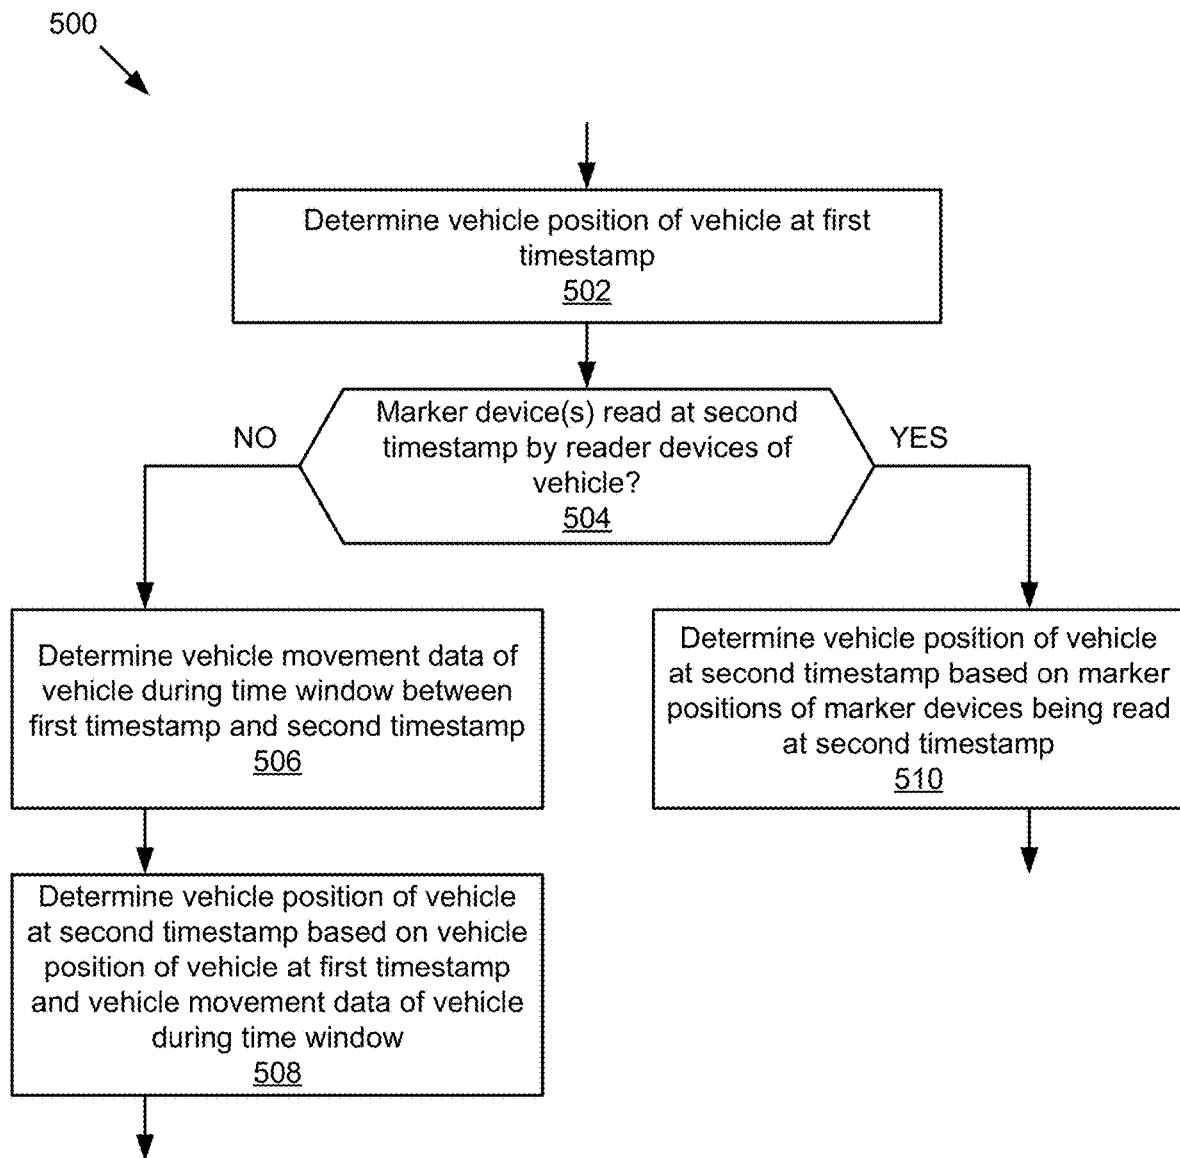 500
Determine vehicle position of vehicle at first
timestamp
502
Marker device(s) read at second
timestamp by reader devices of
vehicle?
504
NO
YES
Determine vehicle movement data of
vehicle during time window between
first timestamp and second timestamp
506
Determine vehicle position of vehicle
at second timestamp based on marker
positions of marker devices being read
at second timestamp
510
Determine vehicle position of vehicle
at second timestamp based on vehicle
position of vehicle at first timestamp
and vehicle movement data of vehicle
during time window
508